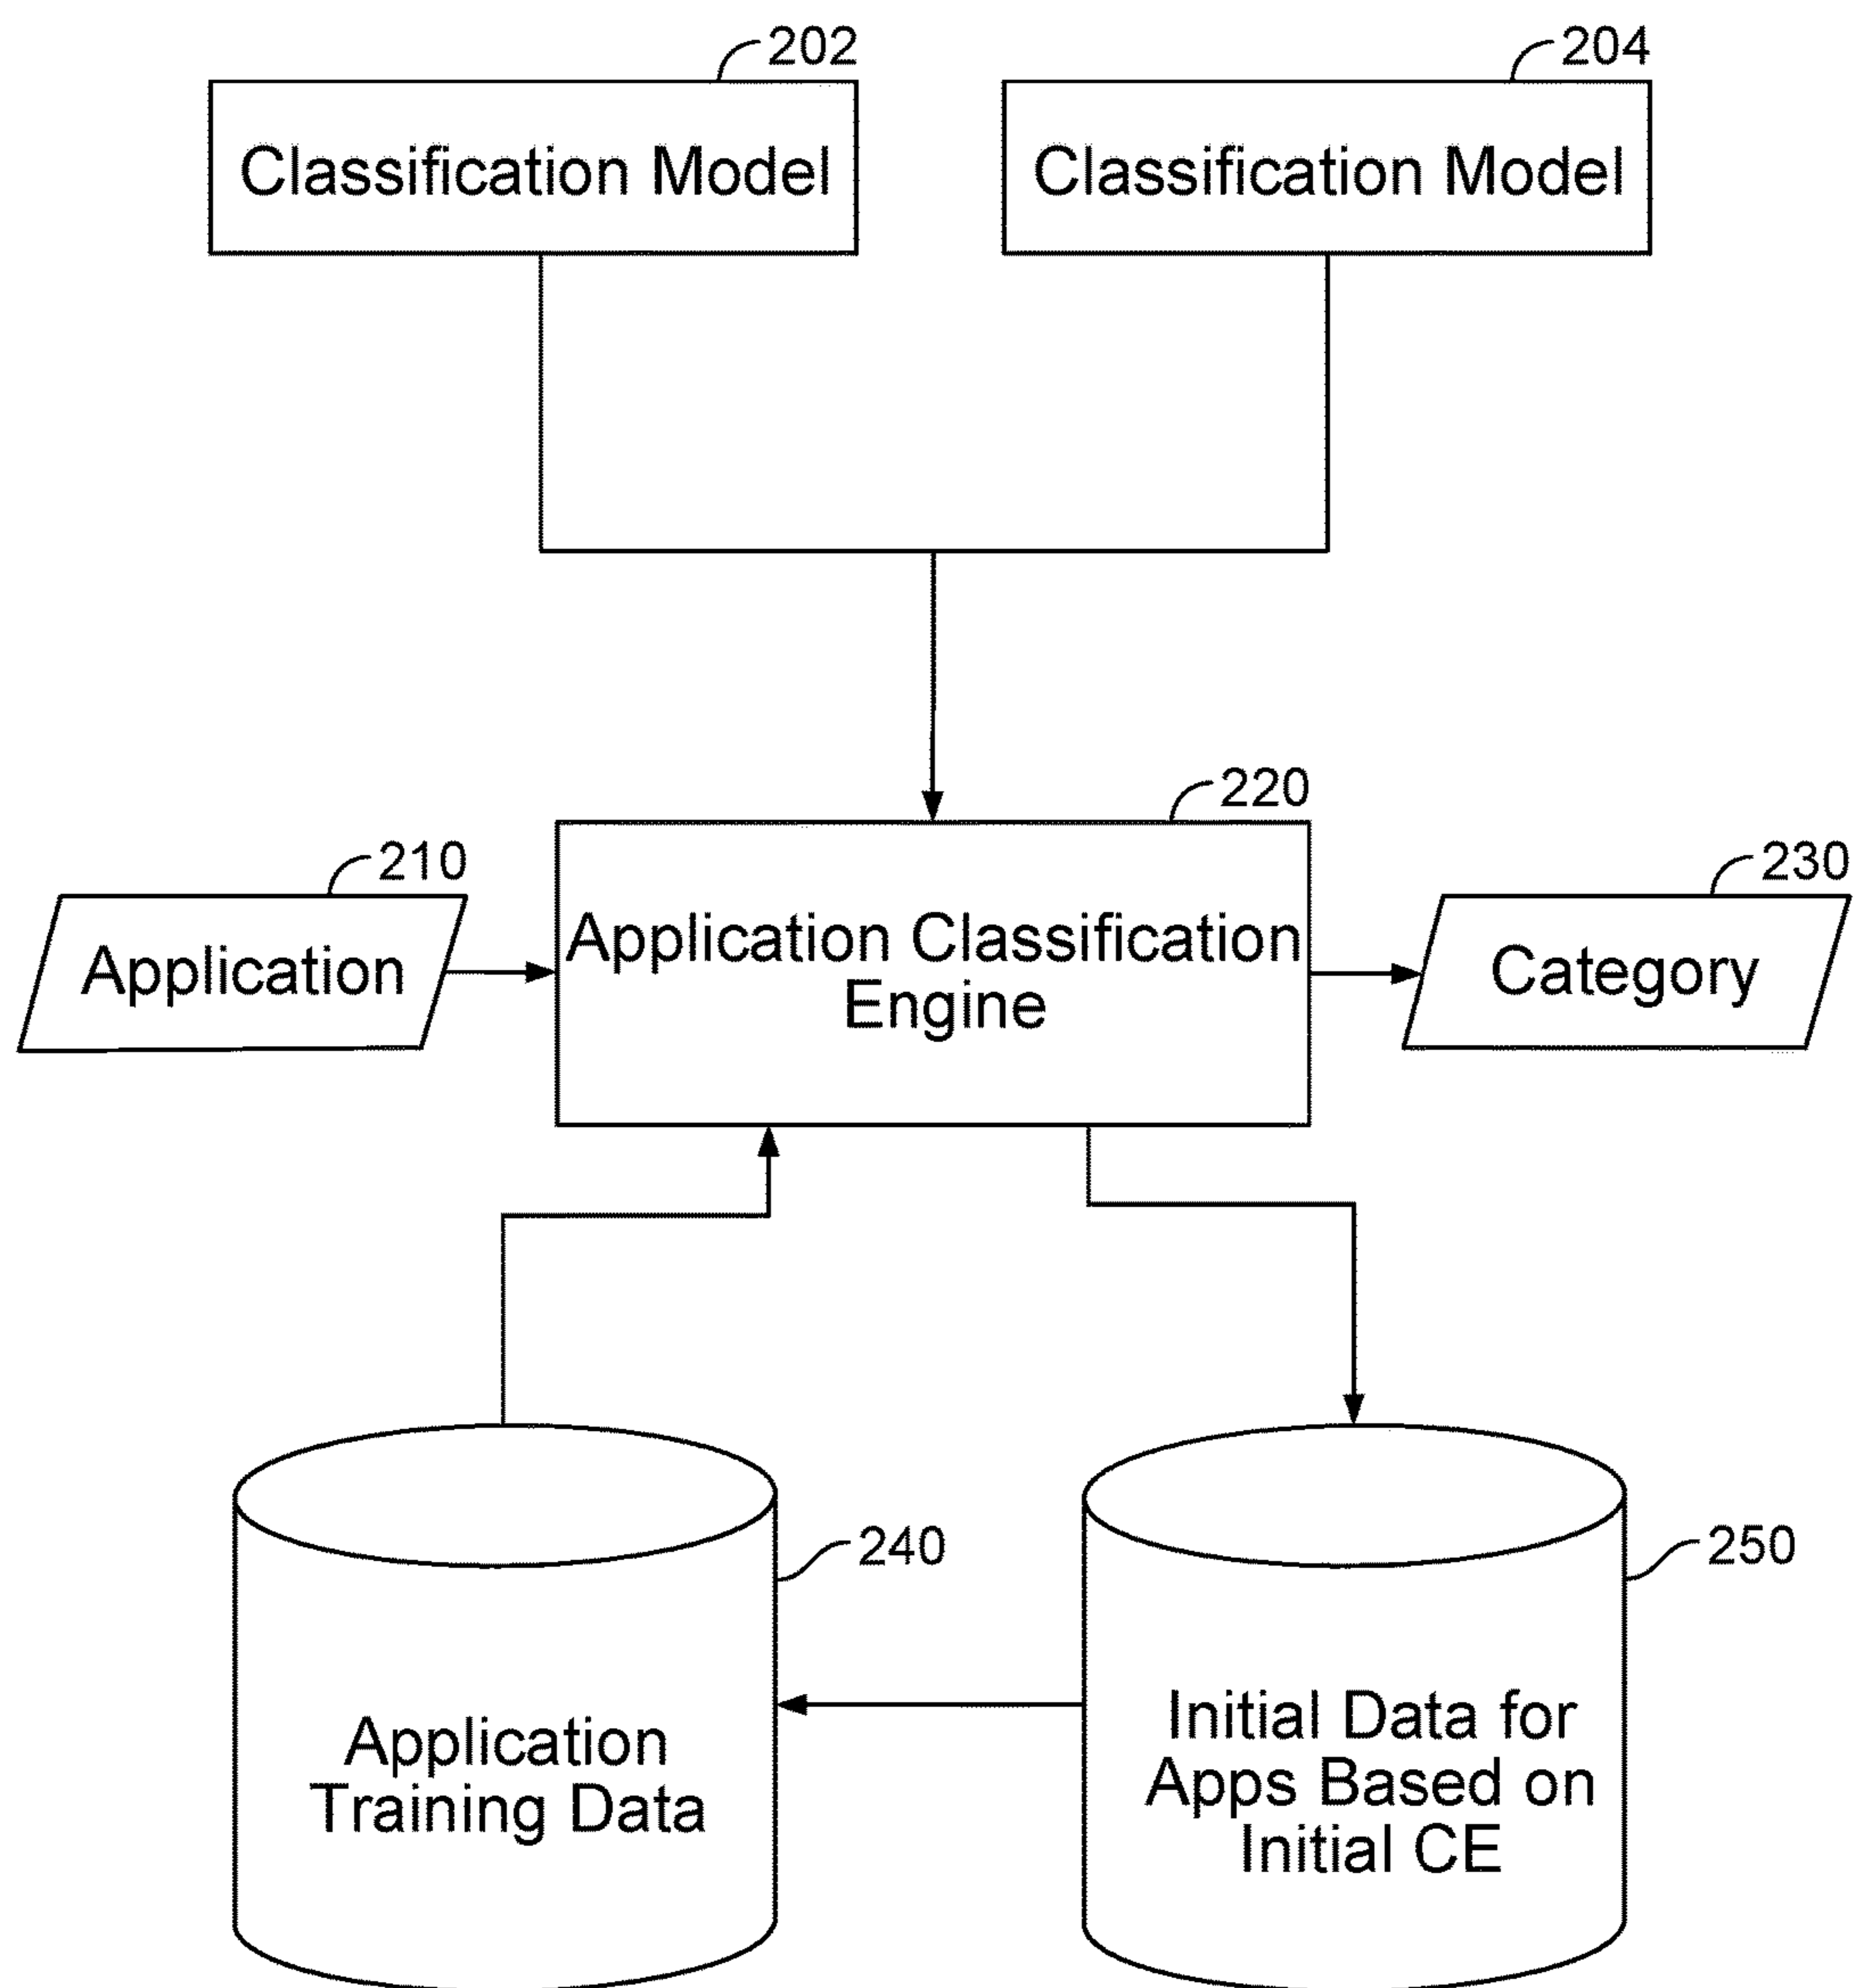 202
204
Classification Model
Classification Model
220
210
230
Application
Application Classification
Engine
Category
240
250
Application
Training Data
Initial Data for
Apps Based on
Initial CE